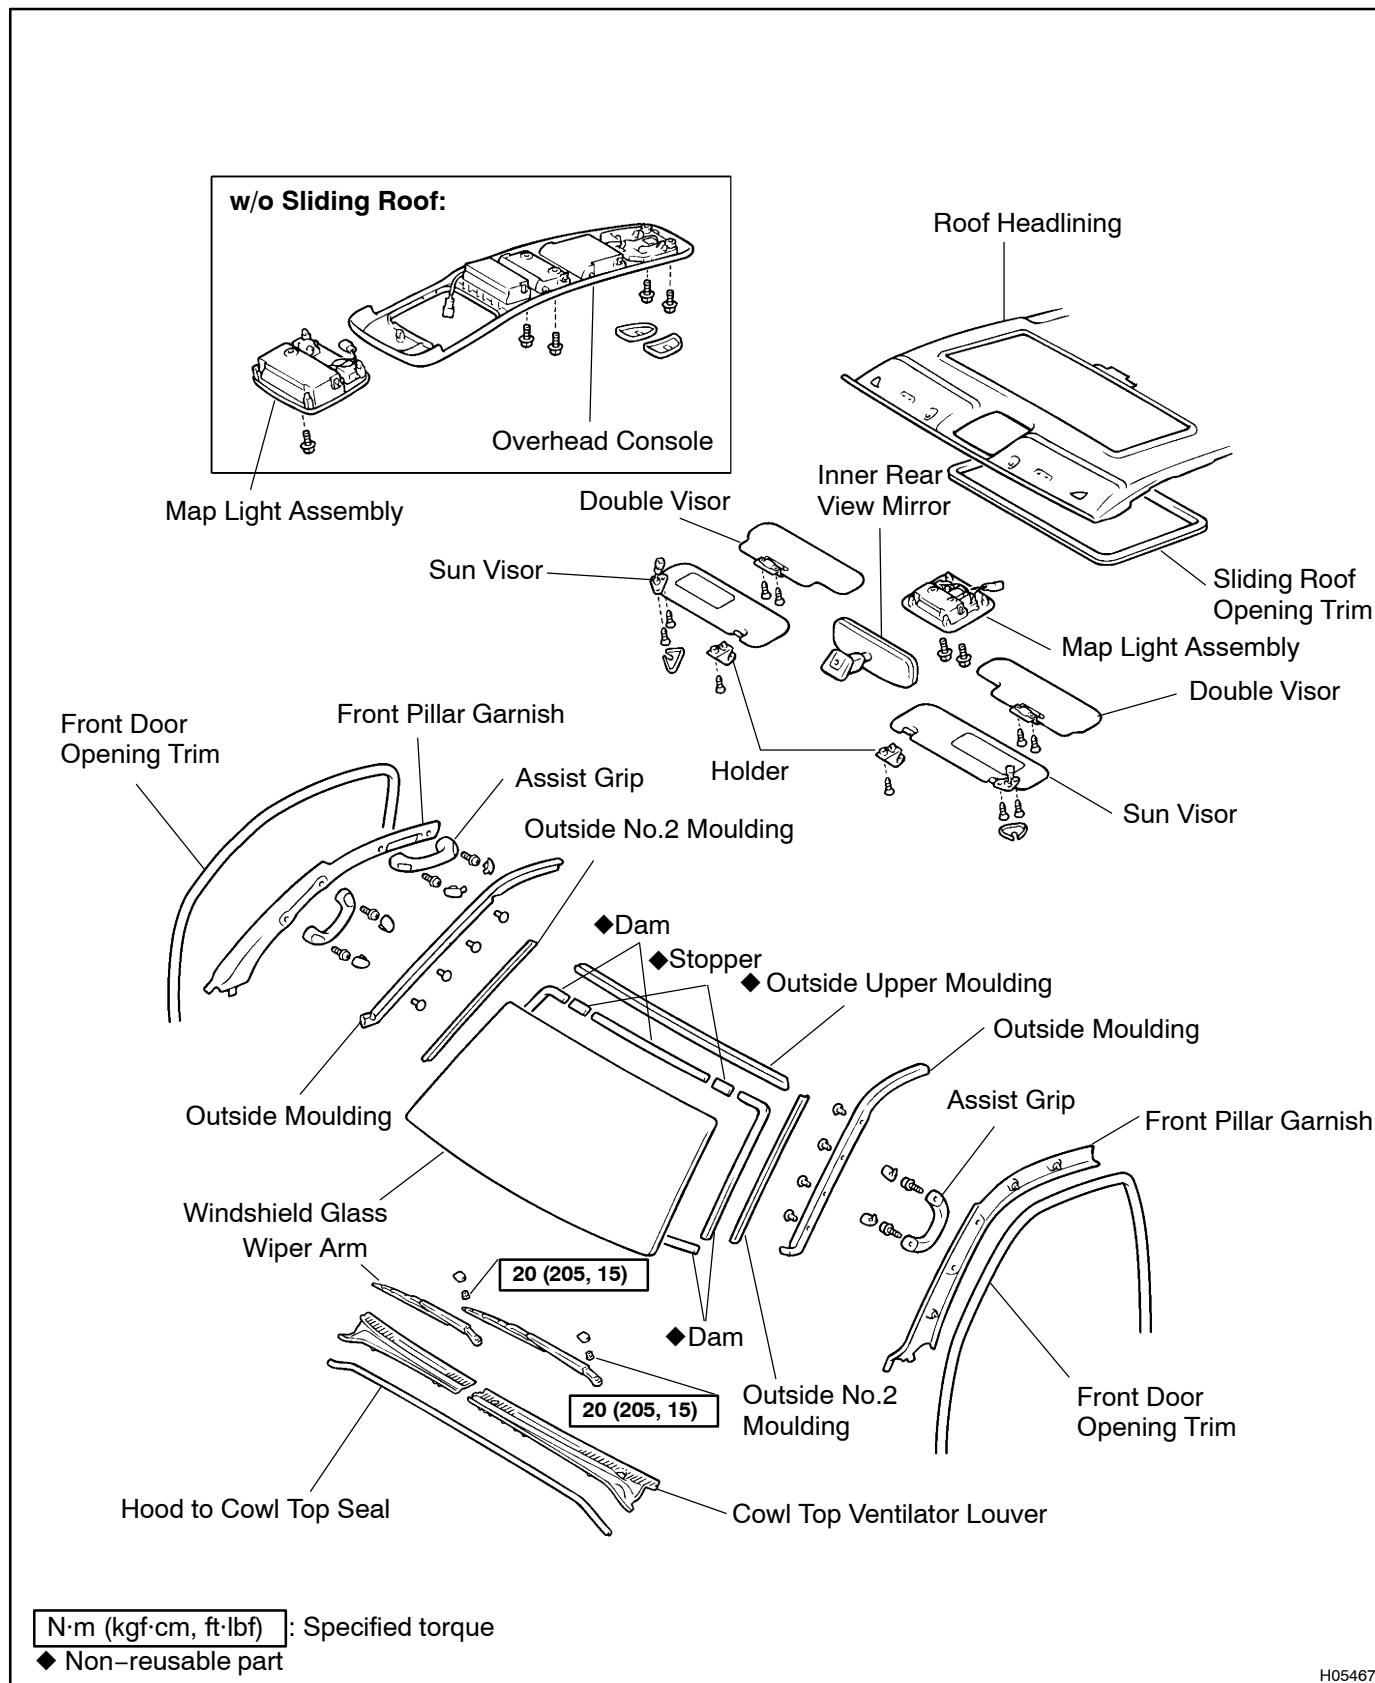 w/o Sliding Roof:
Roof Headlining
Overhead Console
Map Light Assembly
Double Visor
Inner Rear
View Mirror
Sun Visor
Sliding Roof
Opening Trim
Map Light Assembly
Double Visor
Front Door
Opening Trim
Front Pillar Garnish
Holder
Assist Grip
Sun Visor
Outside No.2 Moulding
◆Dam
◆Stopper
◆ Outside Upper Moulding
Outside Moulding
Outside Moulding
Assist Grip
Front Pillar Garnish
Windshield Glass
Wiper Arm
20 (205, 15)
◆Dam
20 (205, 15)
Outside No.2
Moulding
Front Door
Opening Trim
Hood to Cowl Top Seal
Cowl Top Ventilator Louver
N·m (kgf·cm, ft·lbf) : Specified torque
◆ Non−reusable part
H05467